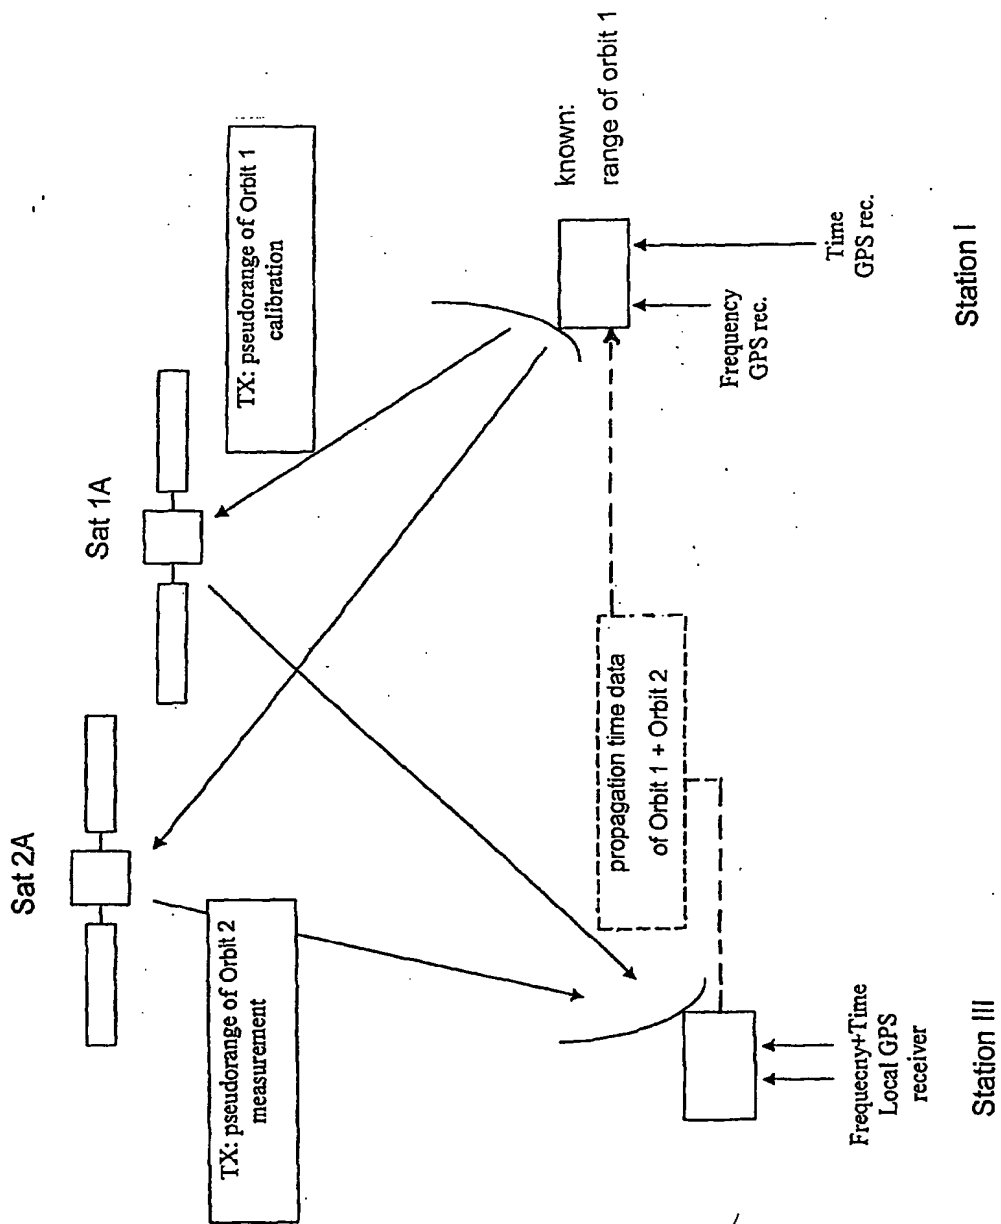 Sat 2A
Sat 1A
TX: pseudorange of Orbit 2
measurement
TX: pseudorange of Orbit 1
calibration
propagation time data
of Orbit 1 + Orbit 2
known:
range of orbit 1
Frequecny+Time
Local GPS
receiver
Frequency
GPS rec.
Time
GPS rec.
Station III
Station I